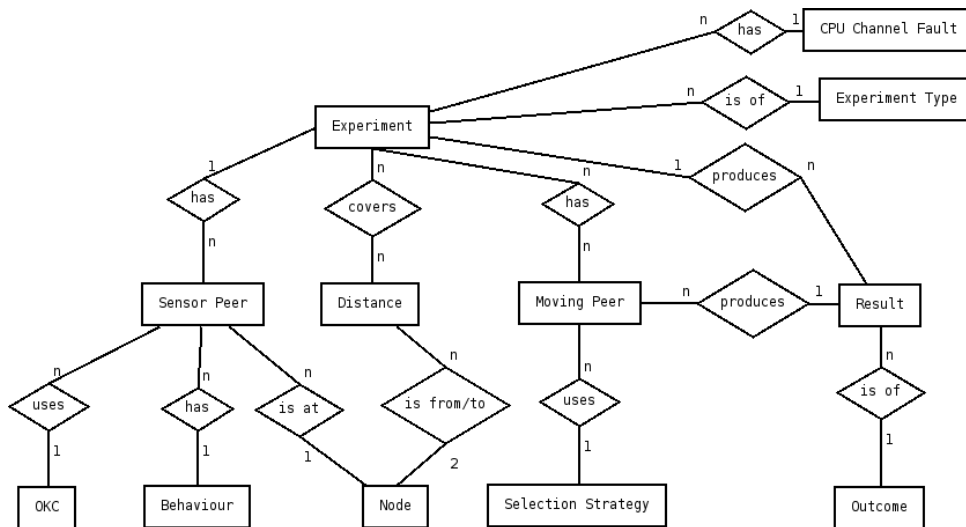 n
has
1
CPU Channel Fault
n
is of
1
Experiment Type
Experiment
1
n
n
1
n
has
covers
has
produces
n
n
n
Sensor Peer
Distance
Moving Peer
n
produces
1
Result
n
n
n
n
n
n
uses
has
is at
is from/to
uses
is of
1
1
1
2
1
1
OKC
Behaviour
Node
Selection Strategy
Outcome